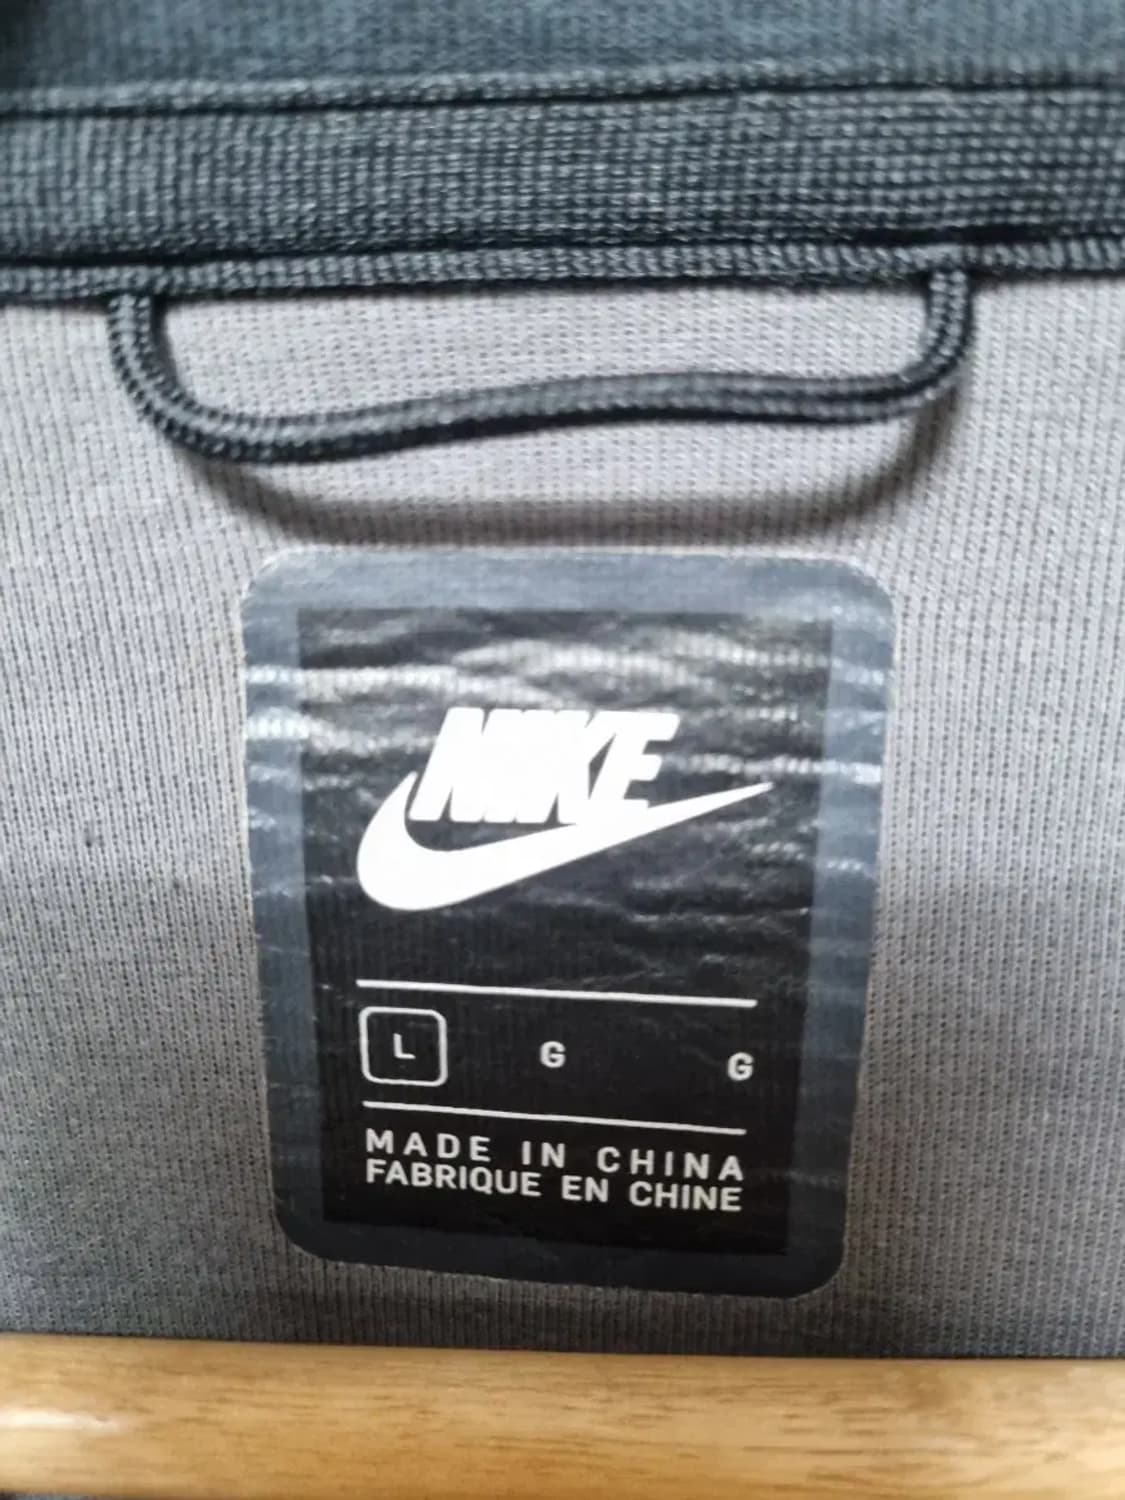 NIKE
L G G
MADE IN CHINA
FABRIQUE EN CHINE